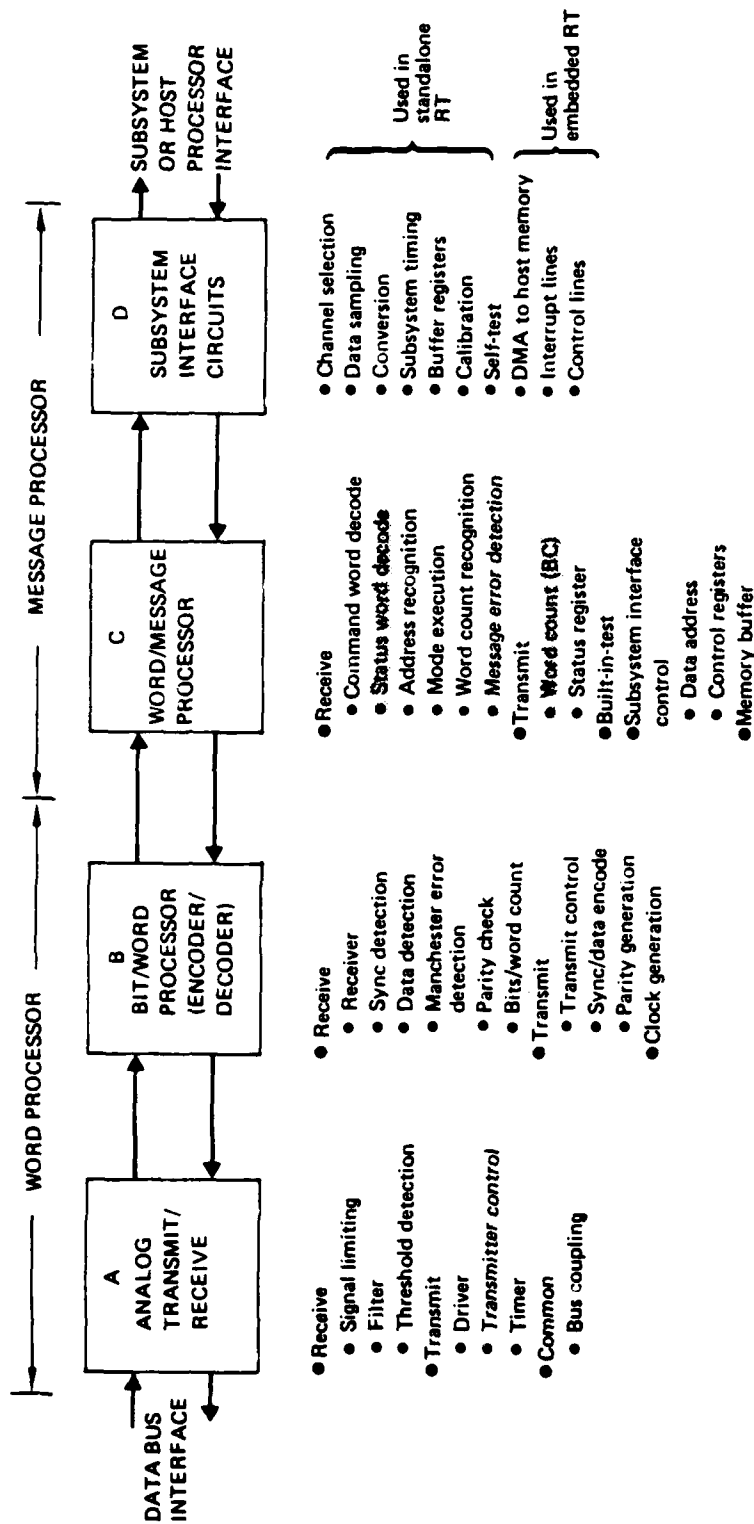 WORD PROCESSOR
MESSAGE PROCESSOR
DATA BUS
INTERFACE
A
ANALOG
TRANSMIT/
RECEIVE
B
BIT/WORD
PROCESSOR
(ENCODER/
DECODER)
C
WORD/MESSAGE
PROCESSOR
D
SUBSYSTEM
INTERFACE
CIRCUITS
SUBSYSTEM
OR HOST
PROCESSOR
INTERFACE
● Receive
• Signal limiting
• Filter
• Threshold detection
● Transmit
• Driver
• Transmitter control
• Timer
● Common
• Bus coupling
● Receive
• Receiver
• Sync detection
• Data detection
• Manchester error
detection
• Parity check
• Bits/word count
● Transmit
• Transmit control
• Sync/data encode
• Parity generation
● Clock generation
● Receive
• Command word decode
• Status word decode
• Address recognition
• Mode execution
• Word count recognition
• Message error detection
● Transmit
• Word count (BC)
• Status register
● Built-in-test
● Subsystem interface
control
• Data address
• Control registers
● Memory buffer
• Channel selection
• Data sampling
• Conversion
• Subsystem timing
• Buffer registers
• Calibration
• Self-test
• DMA to host memory
• Interrupt lines
• Control lines
Used in
standalone
RT
Used in
embedded RT